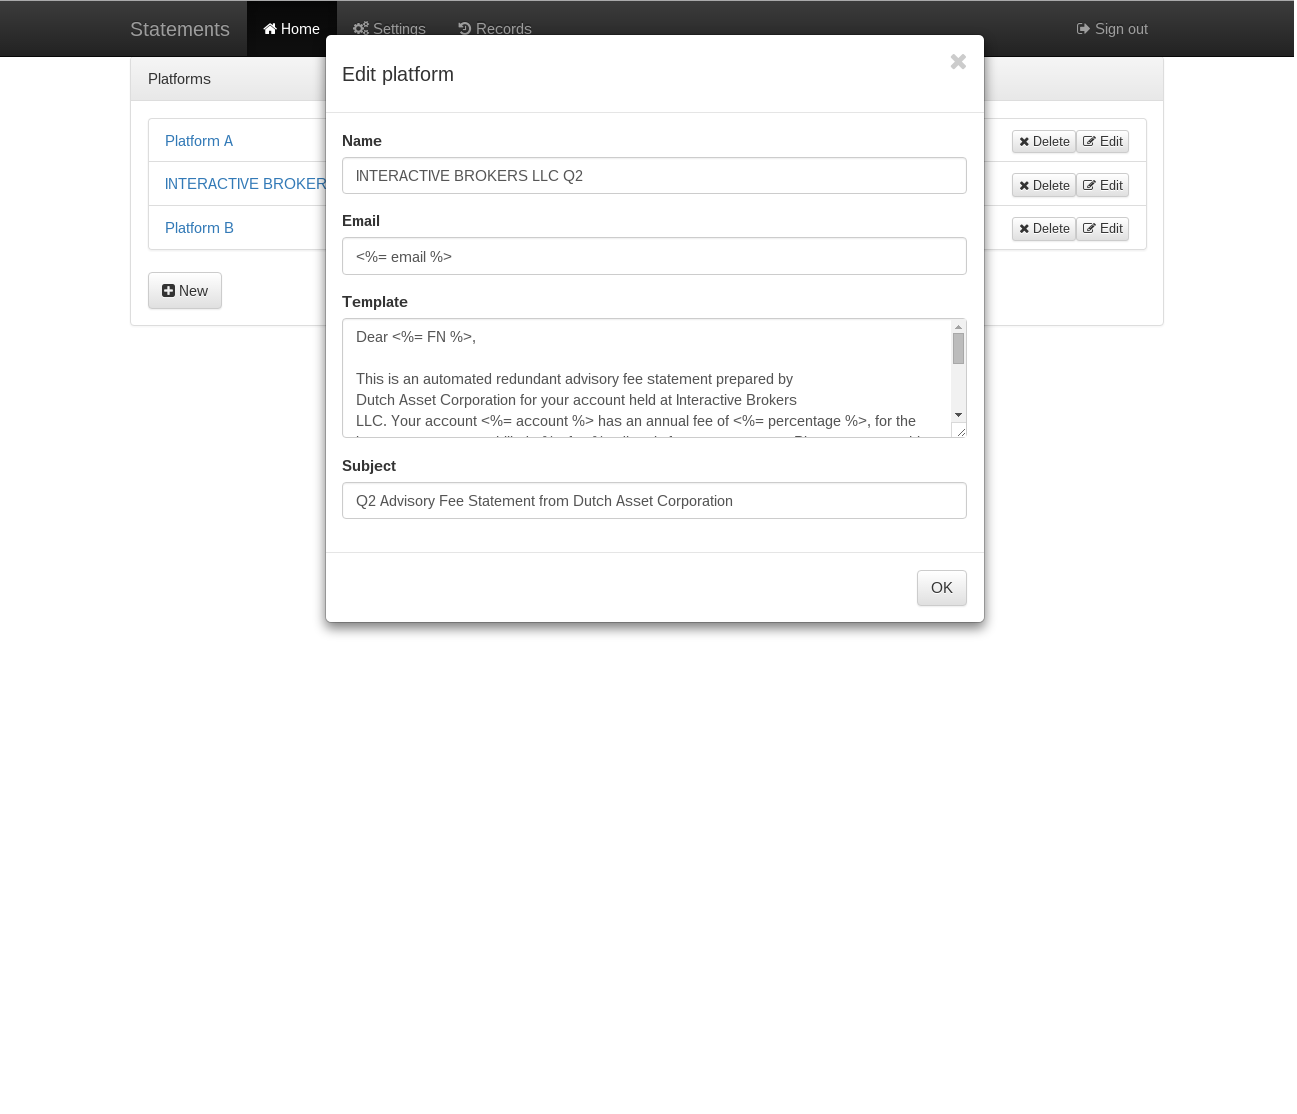 Statements
Home
Settings
Records
Sign out
Platforms
Platform A
Delete
Edit
INTERACTIVE BROKER
Delete
Edit
Platform B
Delete
Edit
New
Edit platform
Name
INTERACTIVE BROKERS LLC Q2
Email
<%= email %>
Template
Dear <%= FN %>,
This is an automated redundant advisory fee statement prepared by
Dutch Asset Corporation for your account held at Interactive Brokers
LLC. Your account <%= account %> has an annual fee of <%= percentage %>, for the
Subject
Q2 Advisory Fee Statement from Dutch Asset Corporation
OK